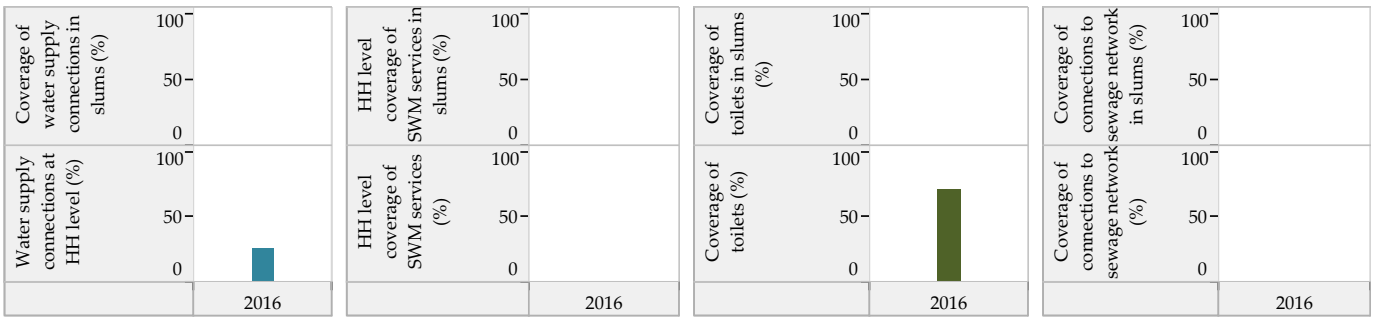 Coverage of
water supply
connections in
slums (%)
100
50
0
Water supply
connections at
HH level (%)
100
50
0
2016
HH level
coverage of
SWM services in
slums (%)
100
50
0
HH level
coverage of
SWM services
(%)
100
50
0
2016
Coverage of
toilets in slums
(%)
100
50
0
Coverage of
toilets (%)
100
50
0
2016
Coverage of
connections to
sewage network
in slums (%)
100
50
0
Coverage of
connections to
sewage network
(%)
100
50
0
2016